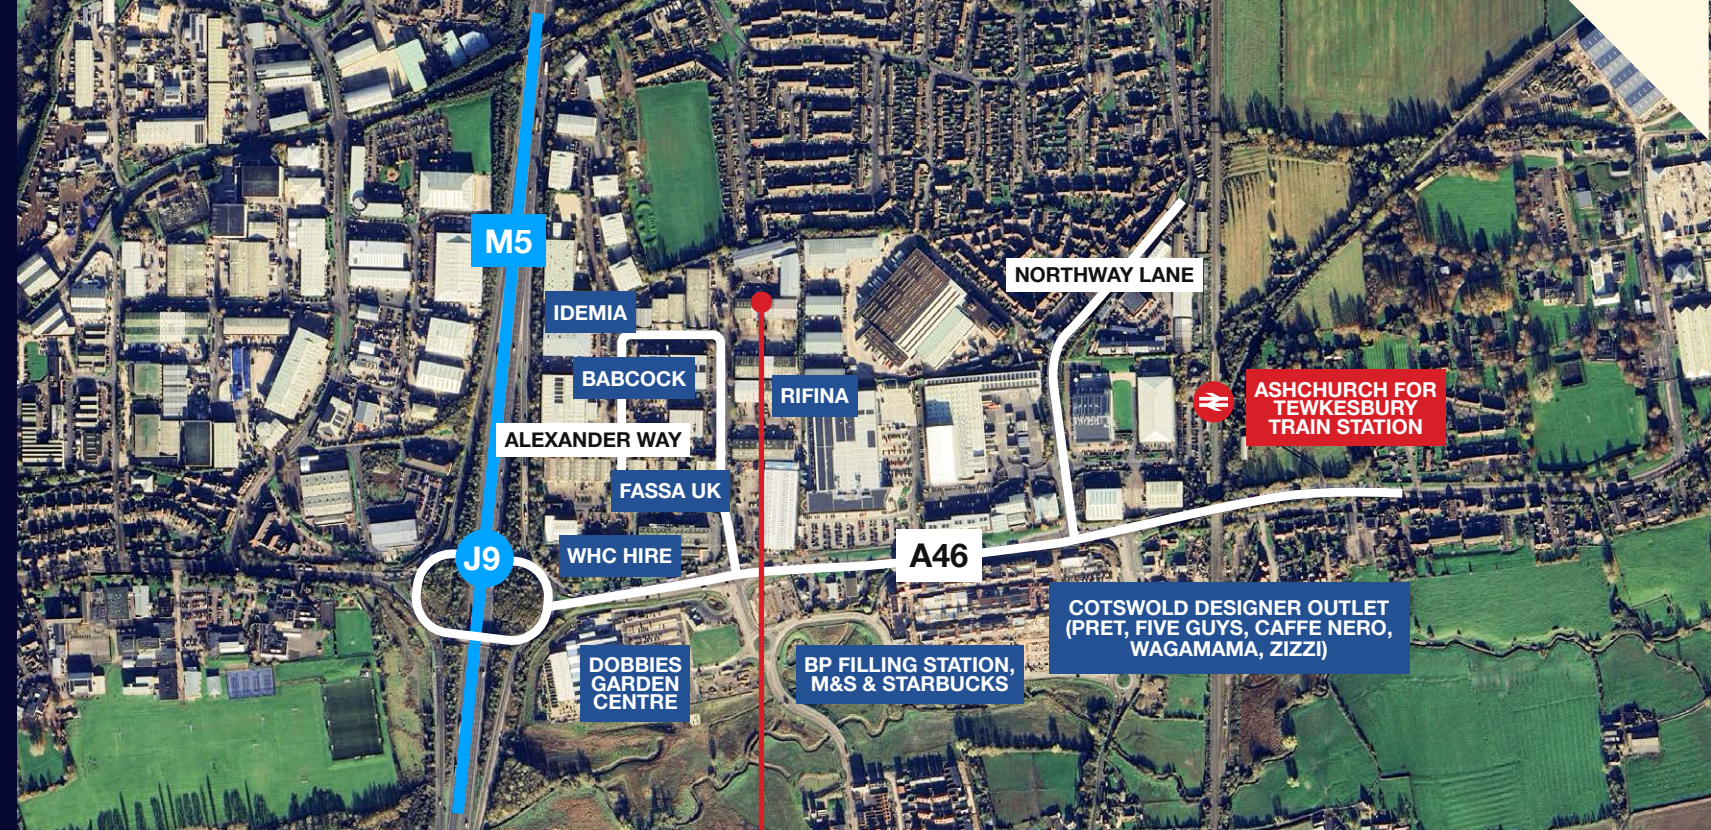 M5
NORTHWAY LANE
IDEMIA
BABCOCK
RIFINA
ASHCHURCH FOR
TEWKESBURY
TRAIN STATION
ALEXANDER WAY
FASSA UK
WHC HIRE
J9
A46
COTSWOLD DESIGNER OUTLET
(PRET, FIVE GUYS, CAFFE NERO,
WAGAMAMA, ZIZZI)
DOBBIES
GARDEN
CENTRE
BP FILLING STATION,
M&S & STARBUCKS